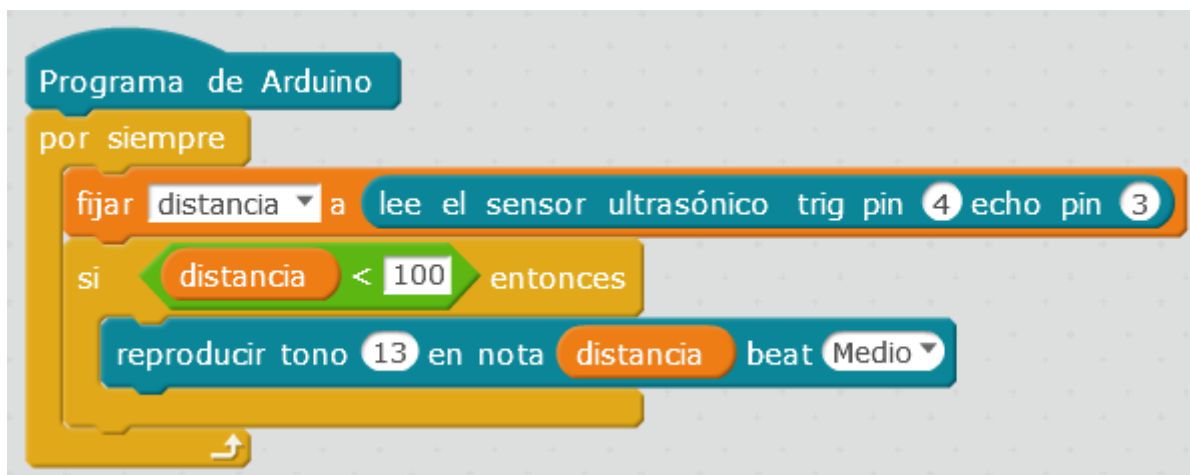 Programa de Arduino
por siempre
fijar distancia a lee el sensor ultrasónico trig pin 4 echo pin 3
si distancia < 100 entonces
reproducir tono 13 en nota distancia beat Medio